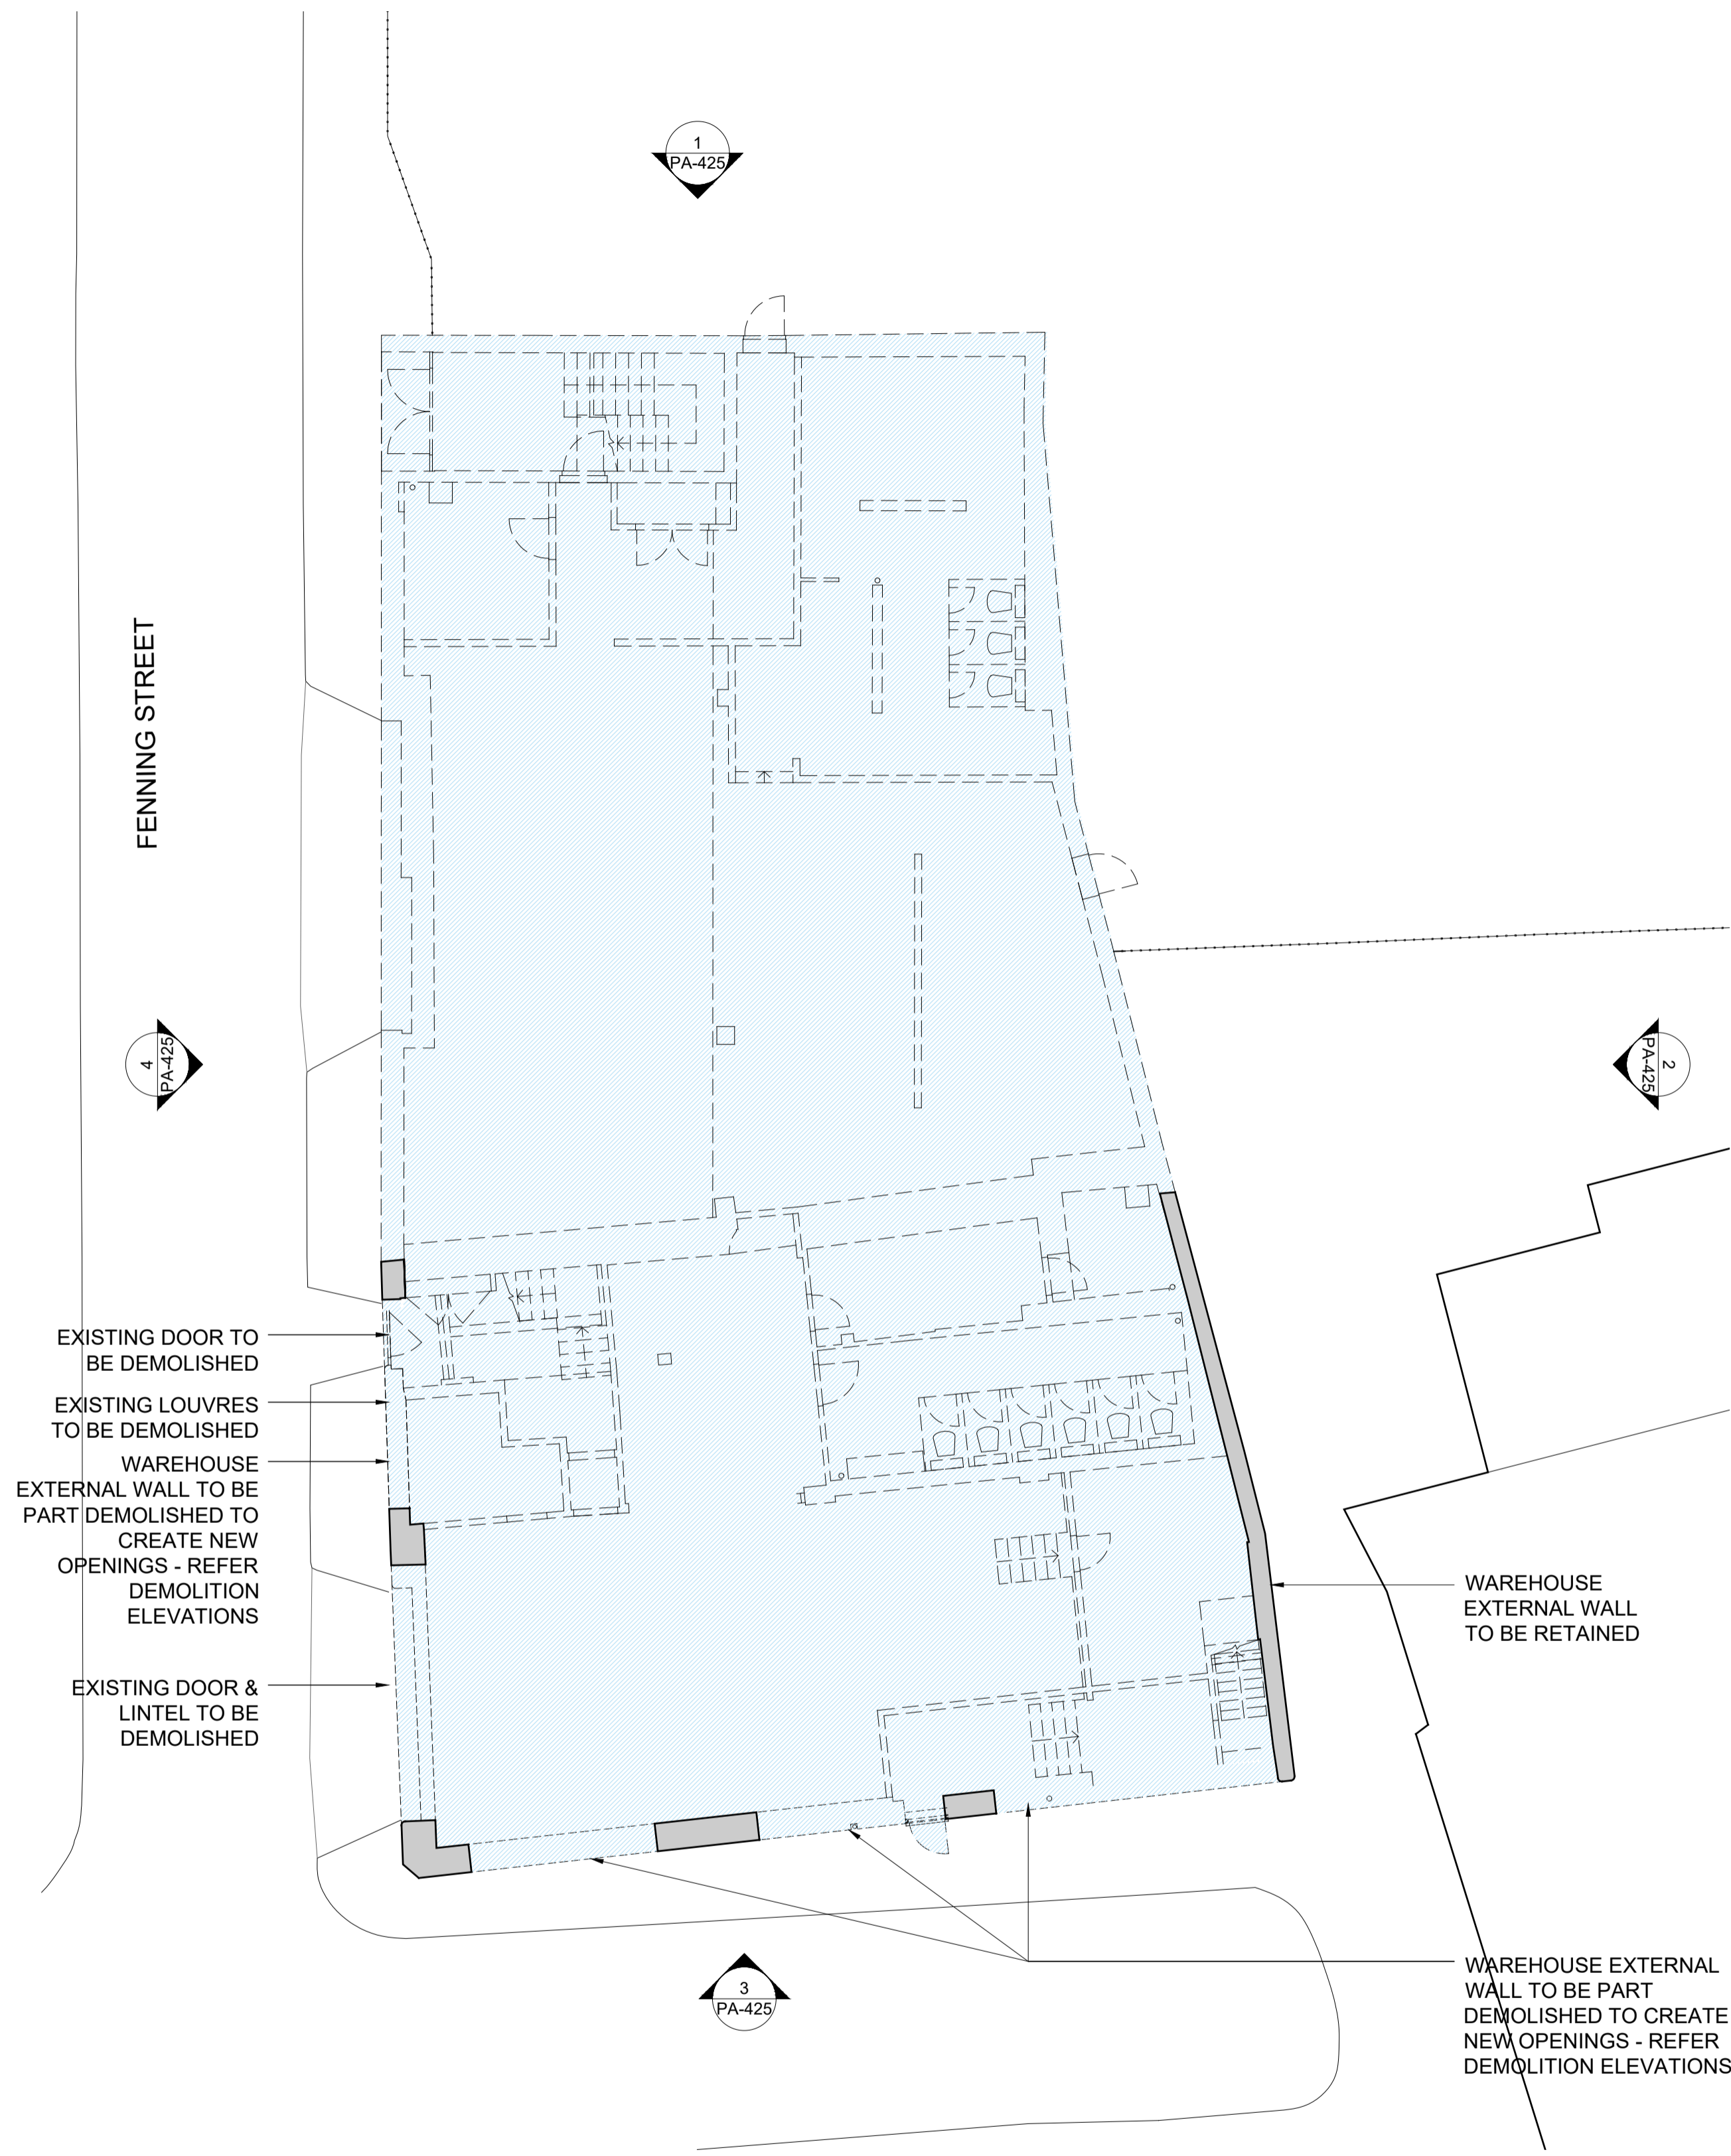 1
PA-425
FENNING STREET
4
PA-425
2
PA-425
EXISTING DOOR TO
BE DEMOLISHED
EXISTING LOUVRES
TO BE DEMOLISHED
WAREHOUSE
EXTERNAL WALL TO BE
PART DEMOLISHED TO
CREATE NEW
OPENINGS - REFER
DEMOLITION
ELEVATIONS
EXISTING DOOR &
LINTEL TO BE
DEMOLISHED
WAREHOUSE
EXTERNAL WALL
TO BE RETAINED
3
PA-425
WAREHOUSE EXTERNAL
WALL TO BE PART
DEMOLISHED TO CREATE
NEW OPENINGS - REFER
DEMOLITION ELEVATIONS